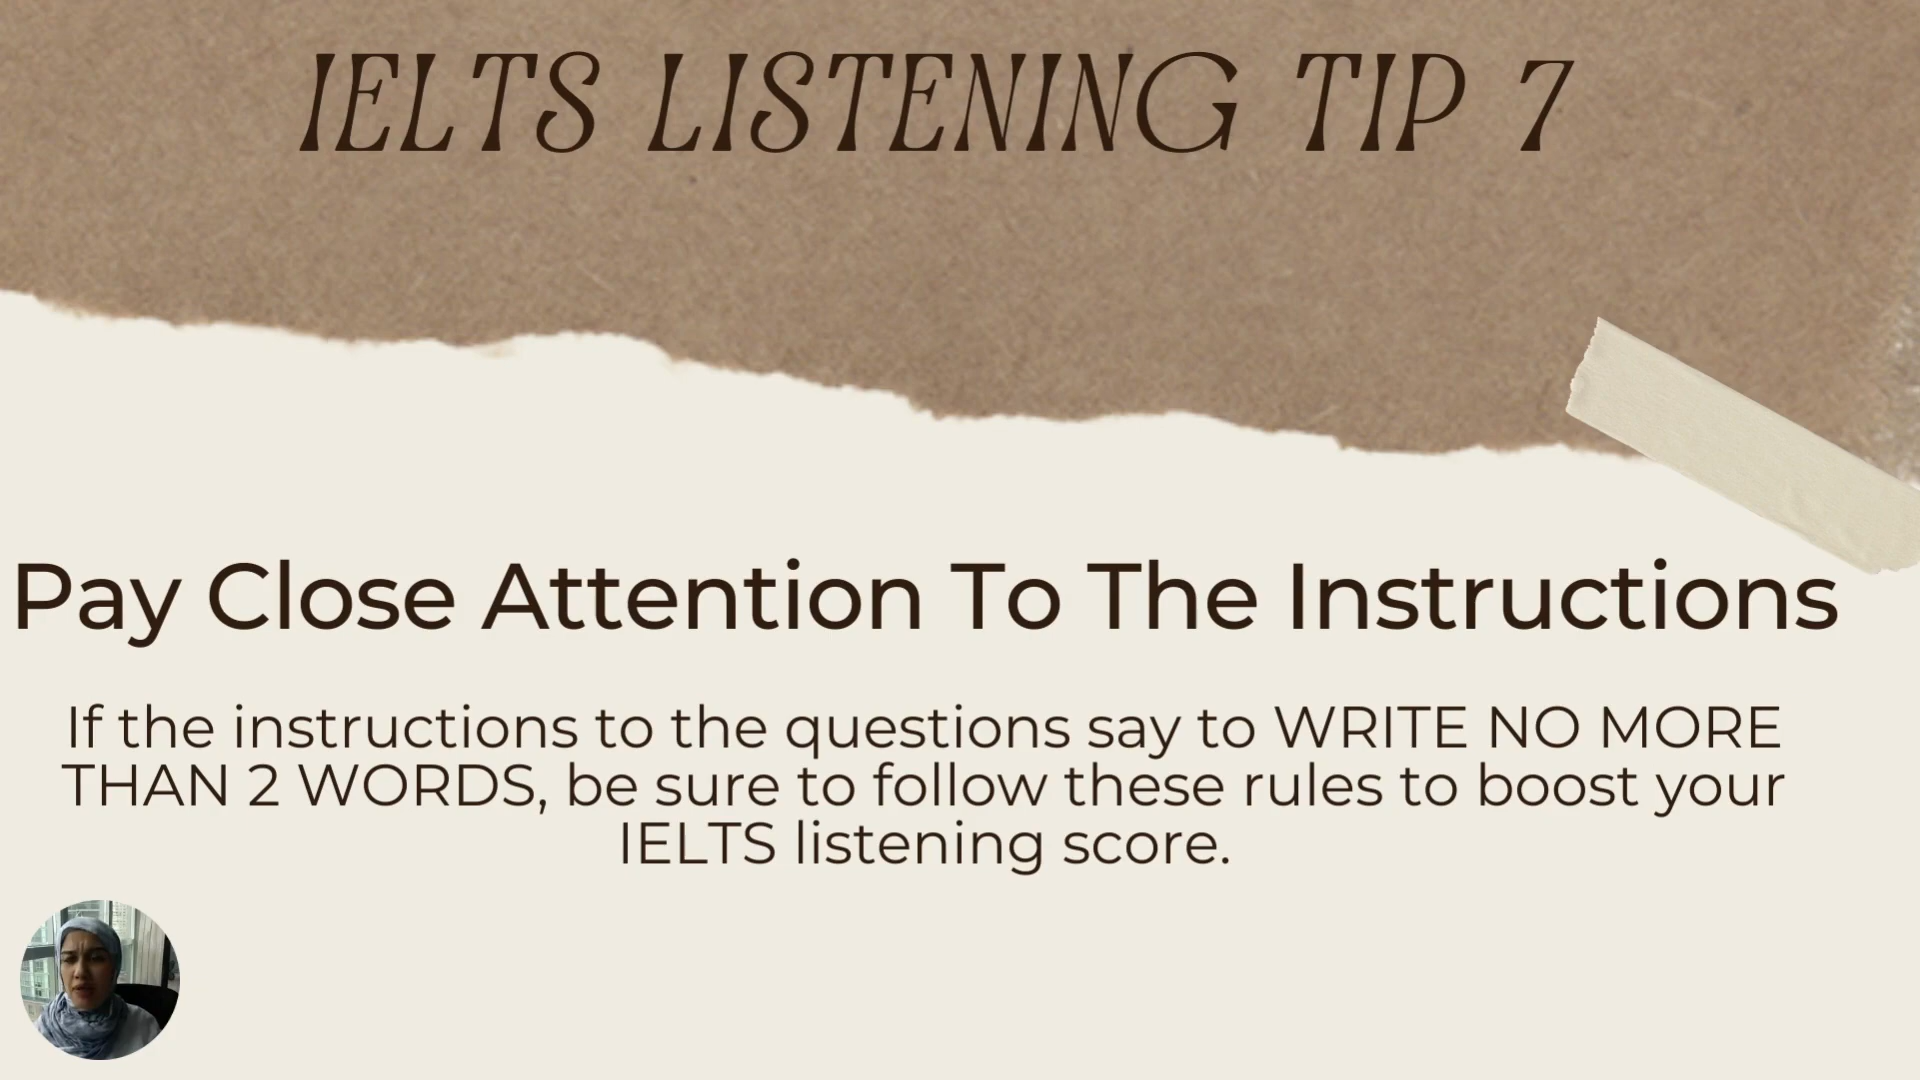 IELTS LISTENING TIP 7
Pay Close Attention To The Instructions
If the instructions to the questions say to WRITE NO MORE
THAN 2 WORDS, be sure to follow these rules to boost your
IELTS listening score.